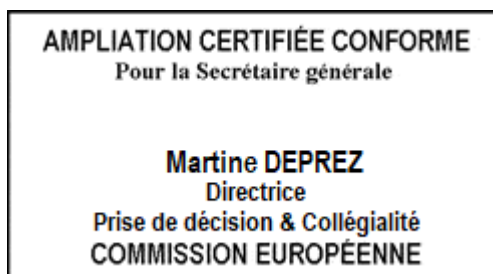 AMPLIATION CERTIFIÉE CONFORME
Pour la Secrétaire générale
Martine DEPREZ
Directrice
Prise de décision & Collégialité
COMMISSION EUROPÉENNE